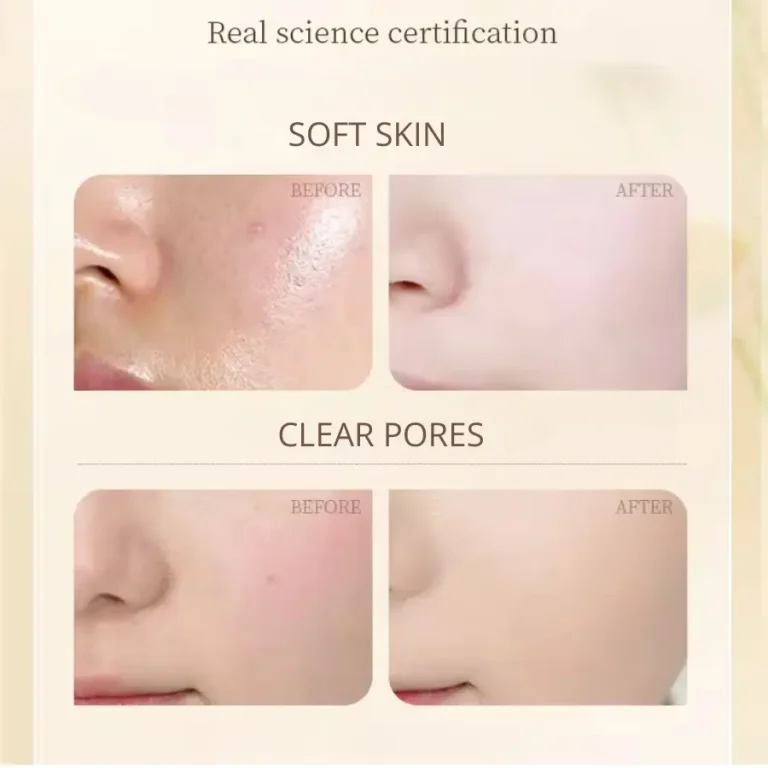 Real science certification
SOFT SKIN
BEFORE
AFTER
CLEAR PORES
BEFORE
AFTER